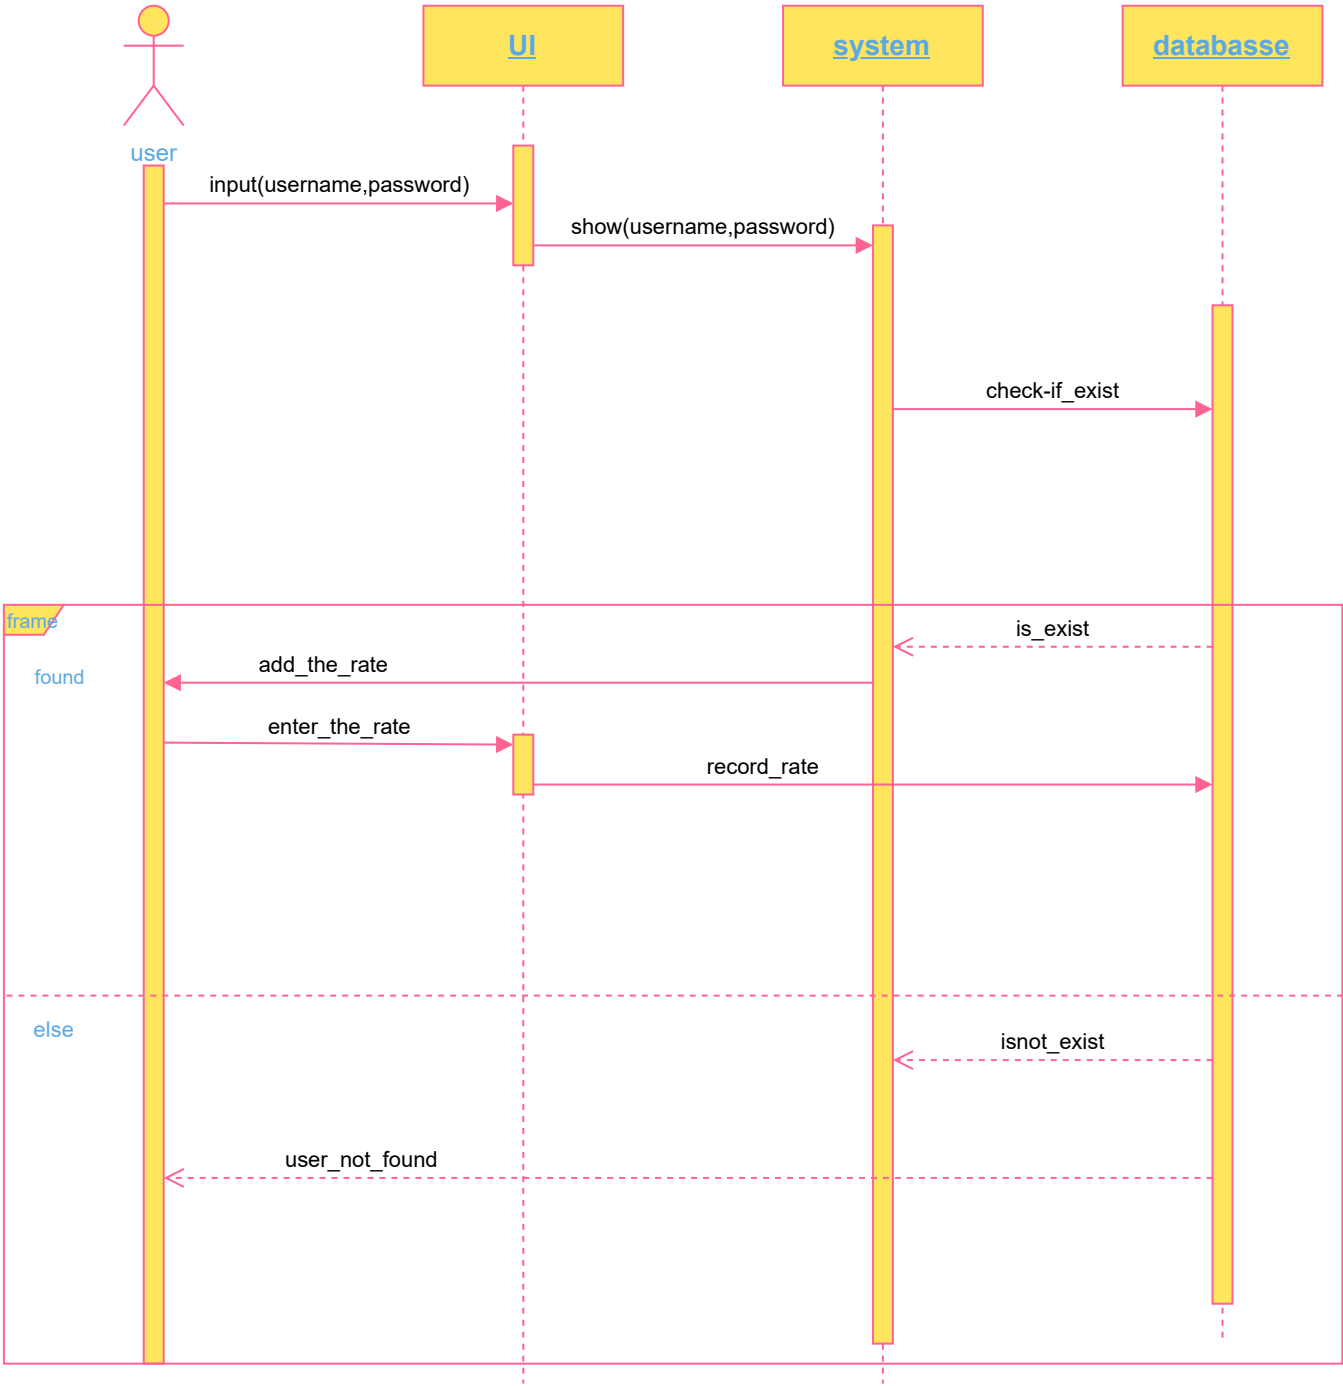 UI
system
databasse
user
input(username,password)
show(username,password)
check-if_exist
frame
is_exist
found
add_the_rate
enter_the_rate
record_rate
else
isnot_exist
user_not_found